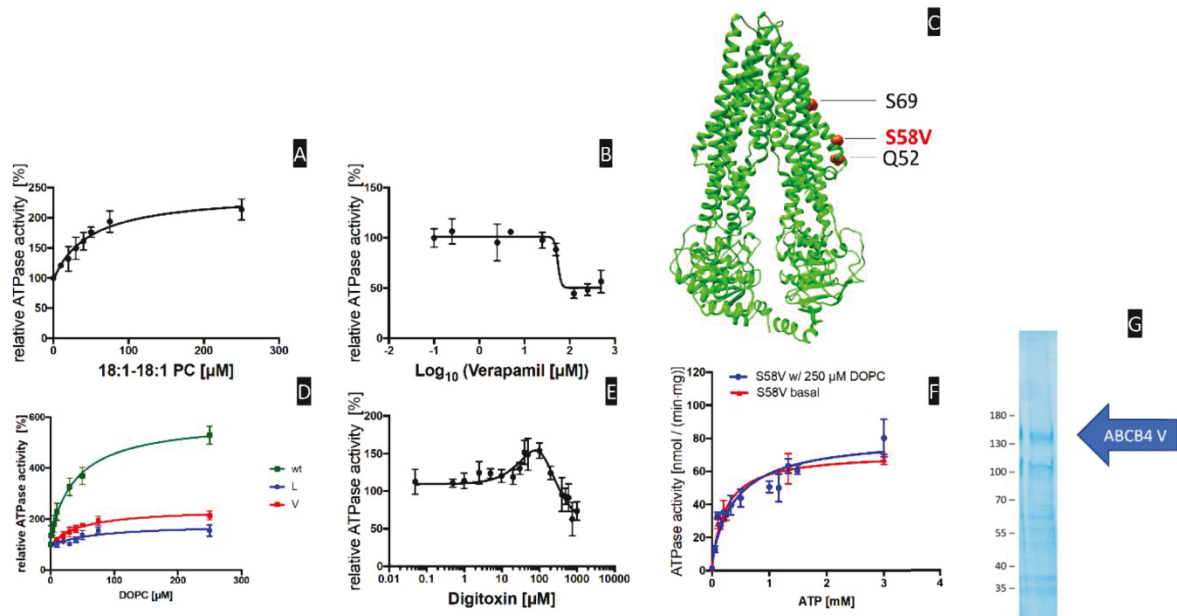 A
relative ATPase activity [%]
250
200
150
100
50
0
0
100
200
300
18:1-18:1 PC [µM]
B
relative ATPase activity [%]
150
100
50
0
-1
0
1
2
3
Log10 (Verapamil [µM])
C
S69
S58V
Q52
D
relative ATPase activity [%]
600
400
200
0
0
100
200
300
DOPC [µM]
wt
L
V
E
relative ATPase activity [%]
200
150
100
50
0
0.01
0.1
1
10
100
1000
10000
Digitoxin [µM]
F
S58V w/ 250 µM DOPC
S58V basal
ATPase activity [nmol / (min·mg)]
120
100
80
60
40
20
0
0
1
2
3
4
ATP [mM]
G
180
130
100
70
55
40
35
ABCB4 V